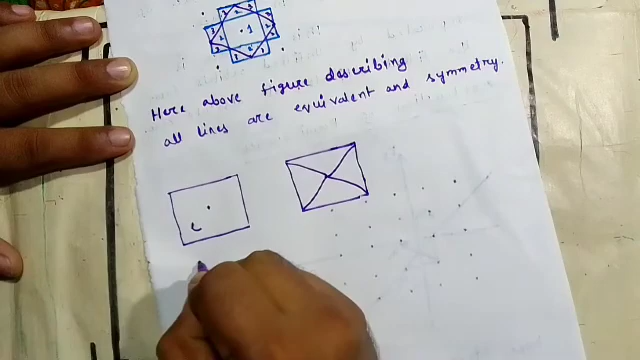 Here above figure describing
all lines are equivalent and symmetry.